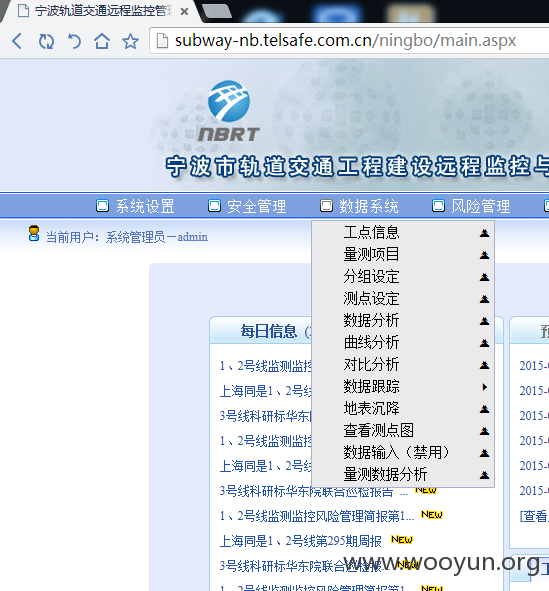 宁波轨道交通远程监控管
subway-nb.telsafe.com.cn/ningbo/main.aspx
NBRT
宁波市轨道交通工程建设远程监控与
系统设置 安全管理 数据系统 风险管理
当前用户：系统管理员－admin
工点信息
量测项目
分组设定
测点设定
数据分析
曲线分析
对比分析
数据跟踪
地表沉降
查看测点图
数据输入（禁用）
量测数据分析
每日信息
1、2号线监测监控
上海同是1、2号线
3号线科研标华东
1、2号线监测监控
上海同是1、2号线
3号线科研标华东院联合巡检报告 ... NEW
1、2号线监测监控风险管理简报第1... NEW
上海同是1、2号线第295期周报 NEW
3号线科研标华东院联合巡检报 NEW
1、2号线监测监控风险管理简报第1... NEW
预
2015-
2015-
2015-
2015-
2015-
2015-
[查看
工
www.wooyun.org